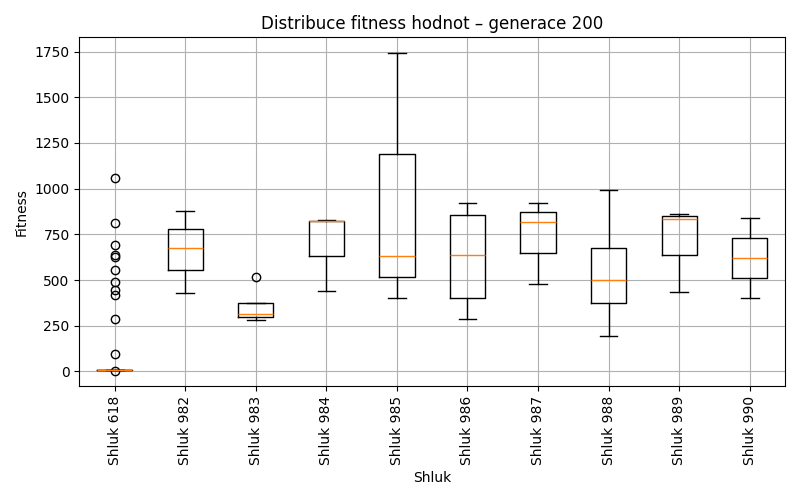 Distribuce fitness hodnot – generace 200
Fitness
1750
1500
1250
1000
750
500
250
0
Shluk 618
Shluk 982
Shluk 983
Shluk 984
Shluk 985
Shluk 986
Shluk 987
Shluk 988
Shluk 989
Shluk 990
Shluk